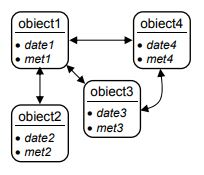 obiect1
• date1
• met1
obiect4
• date4
• met4
obiect3
• date3
• met3
obiect2
• date2
• met2